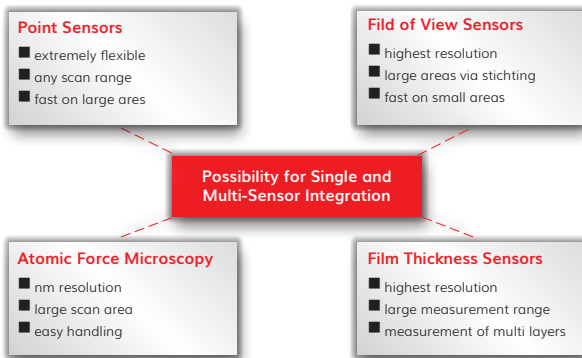 Point Sensors
■ extremely flexible
■ any scan range
■ fast on large ares
Fild of View Sensors
■ highest resolution
■ large areas via stichting
■ fast on small areas
Possibility for Single and
Multi-Sensor Integration
Atomic Force Microscopy
■ nm resolution
■ large scan area
■ easy handling
Film Thickness Sensors
■ highest resolution
■ large measurement range
■ measurement of multi layers